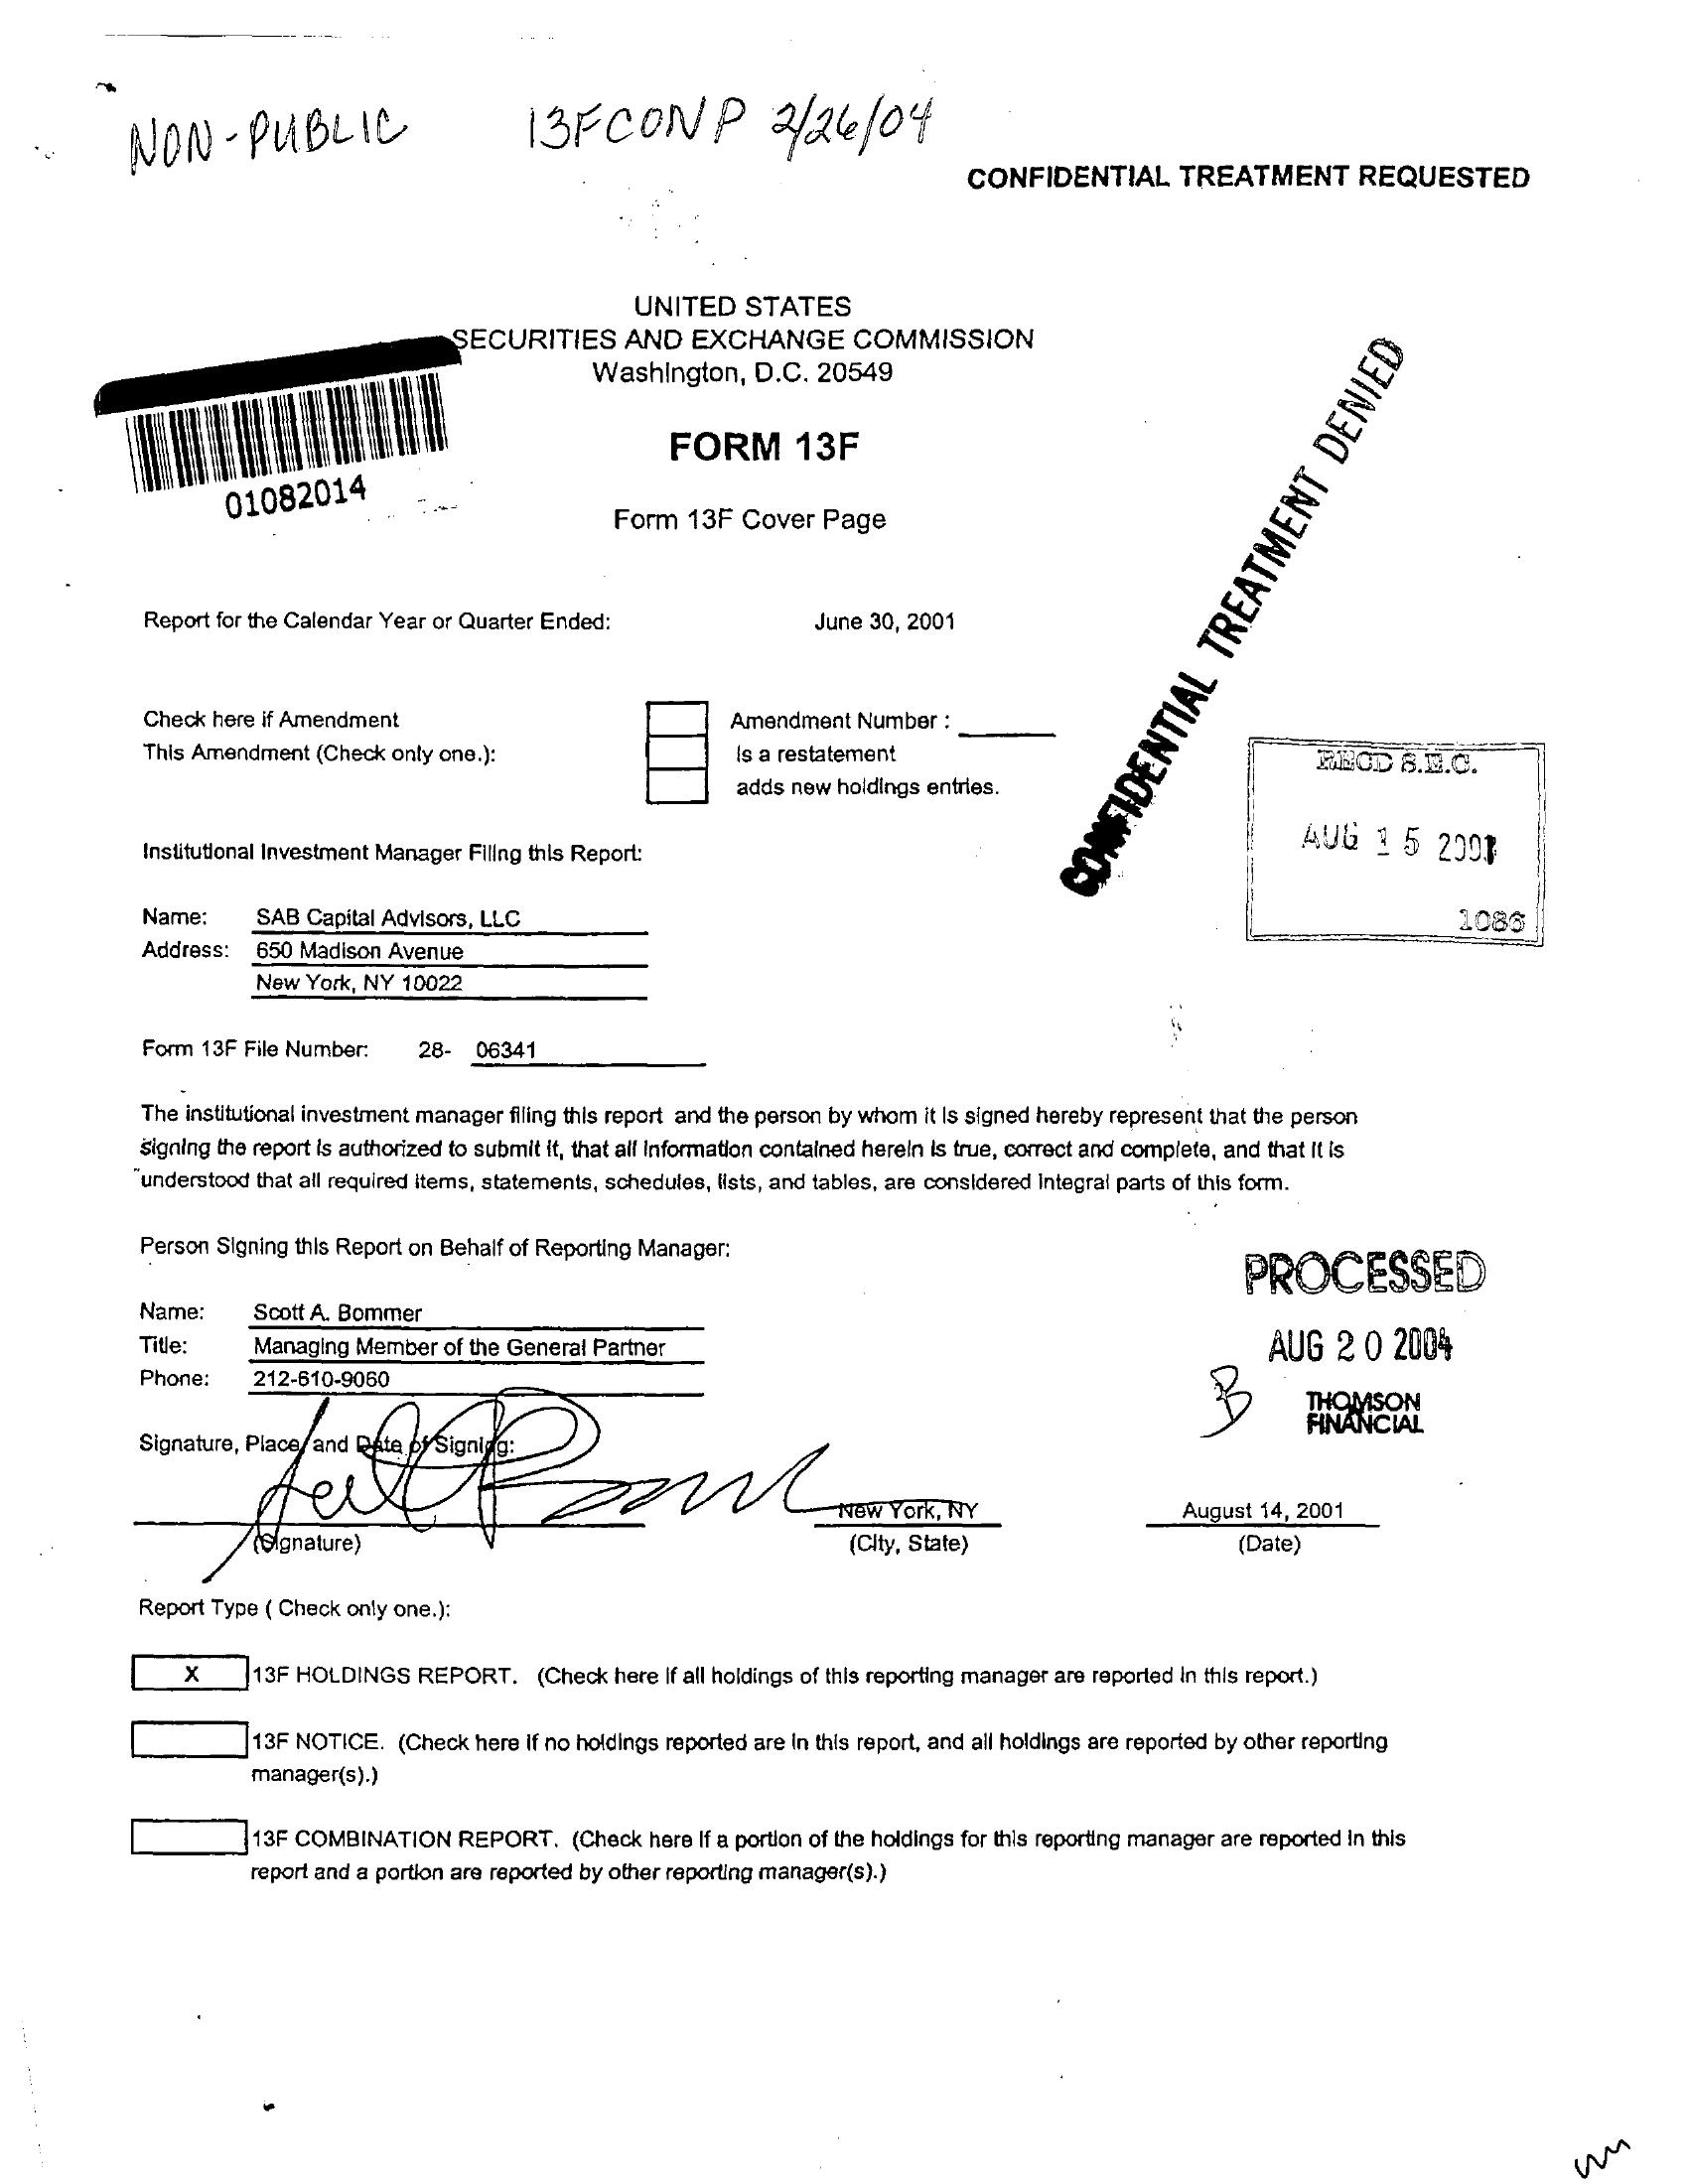 NON-PUBLIC 13FCONP 2/26/04
CONFIDENTIAL TREATMENT REQUESTED
UNITED STATES
SECURITIES AND EXCHANGE COMMISSION
Washington, D.C. 20549
FORM 13F
01082014
Form 13F Cover Page
CONFIDENTIAL TREATMENT DENIED
Report for the Calendar Year or Quarter Ended: June 30, 2001
Check here if Amendment Amendment Number :
This Amendment (Check only one.): is a restatement
adds new holdings entries.
RECD S.E.C.
AUG 15 2001
1086
Institutional Investment Manager Filing this Report:
Name: SAB Capital Advisors, LLC
Address: 650 Madison Avenue
New York, NY 10022
Form 13F File Number: 28- 06341
The institutional investment manager filing this report and the person by whom it is signed hereby represent that the person
signing the report is authorized to submit it, that all information contained herein is true, correct and complete, and that it is
understood that all required items, statements, schedules, lists, and tables, are considered integral parts of this form.
Person Signing this Report on Behalf of Reporting Manager:
Name: Scott A. Bommer
Title: Managing Member of the General Partner
Phone: 212-610-9060
PROCESSED
AUG 20 2004
B THOMSON
FINANCIAL
Signature, Place, and Date of Signing:
New York, NY August 14, 2001
(Signature) (City, State) (Date)
Report Type ( Check only one.):
X 13F HOLDINGS REPORT. (Check here if all holdings of this reporting manager are reported in this report.)
13F NOTICE. (Check here if no holdings reported are in this report, and all holdings are reported by other reporting
manager(s).)
13F COMBINATION REPORT. (Check here if a portion of the holdings for this reporting manager are reported in this
report and a portion are reported by other reporting manager(s).)